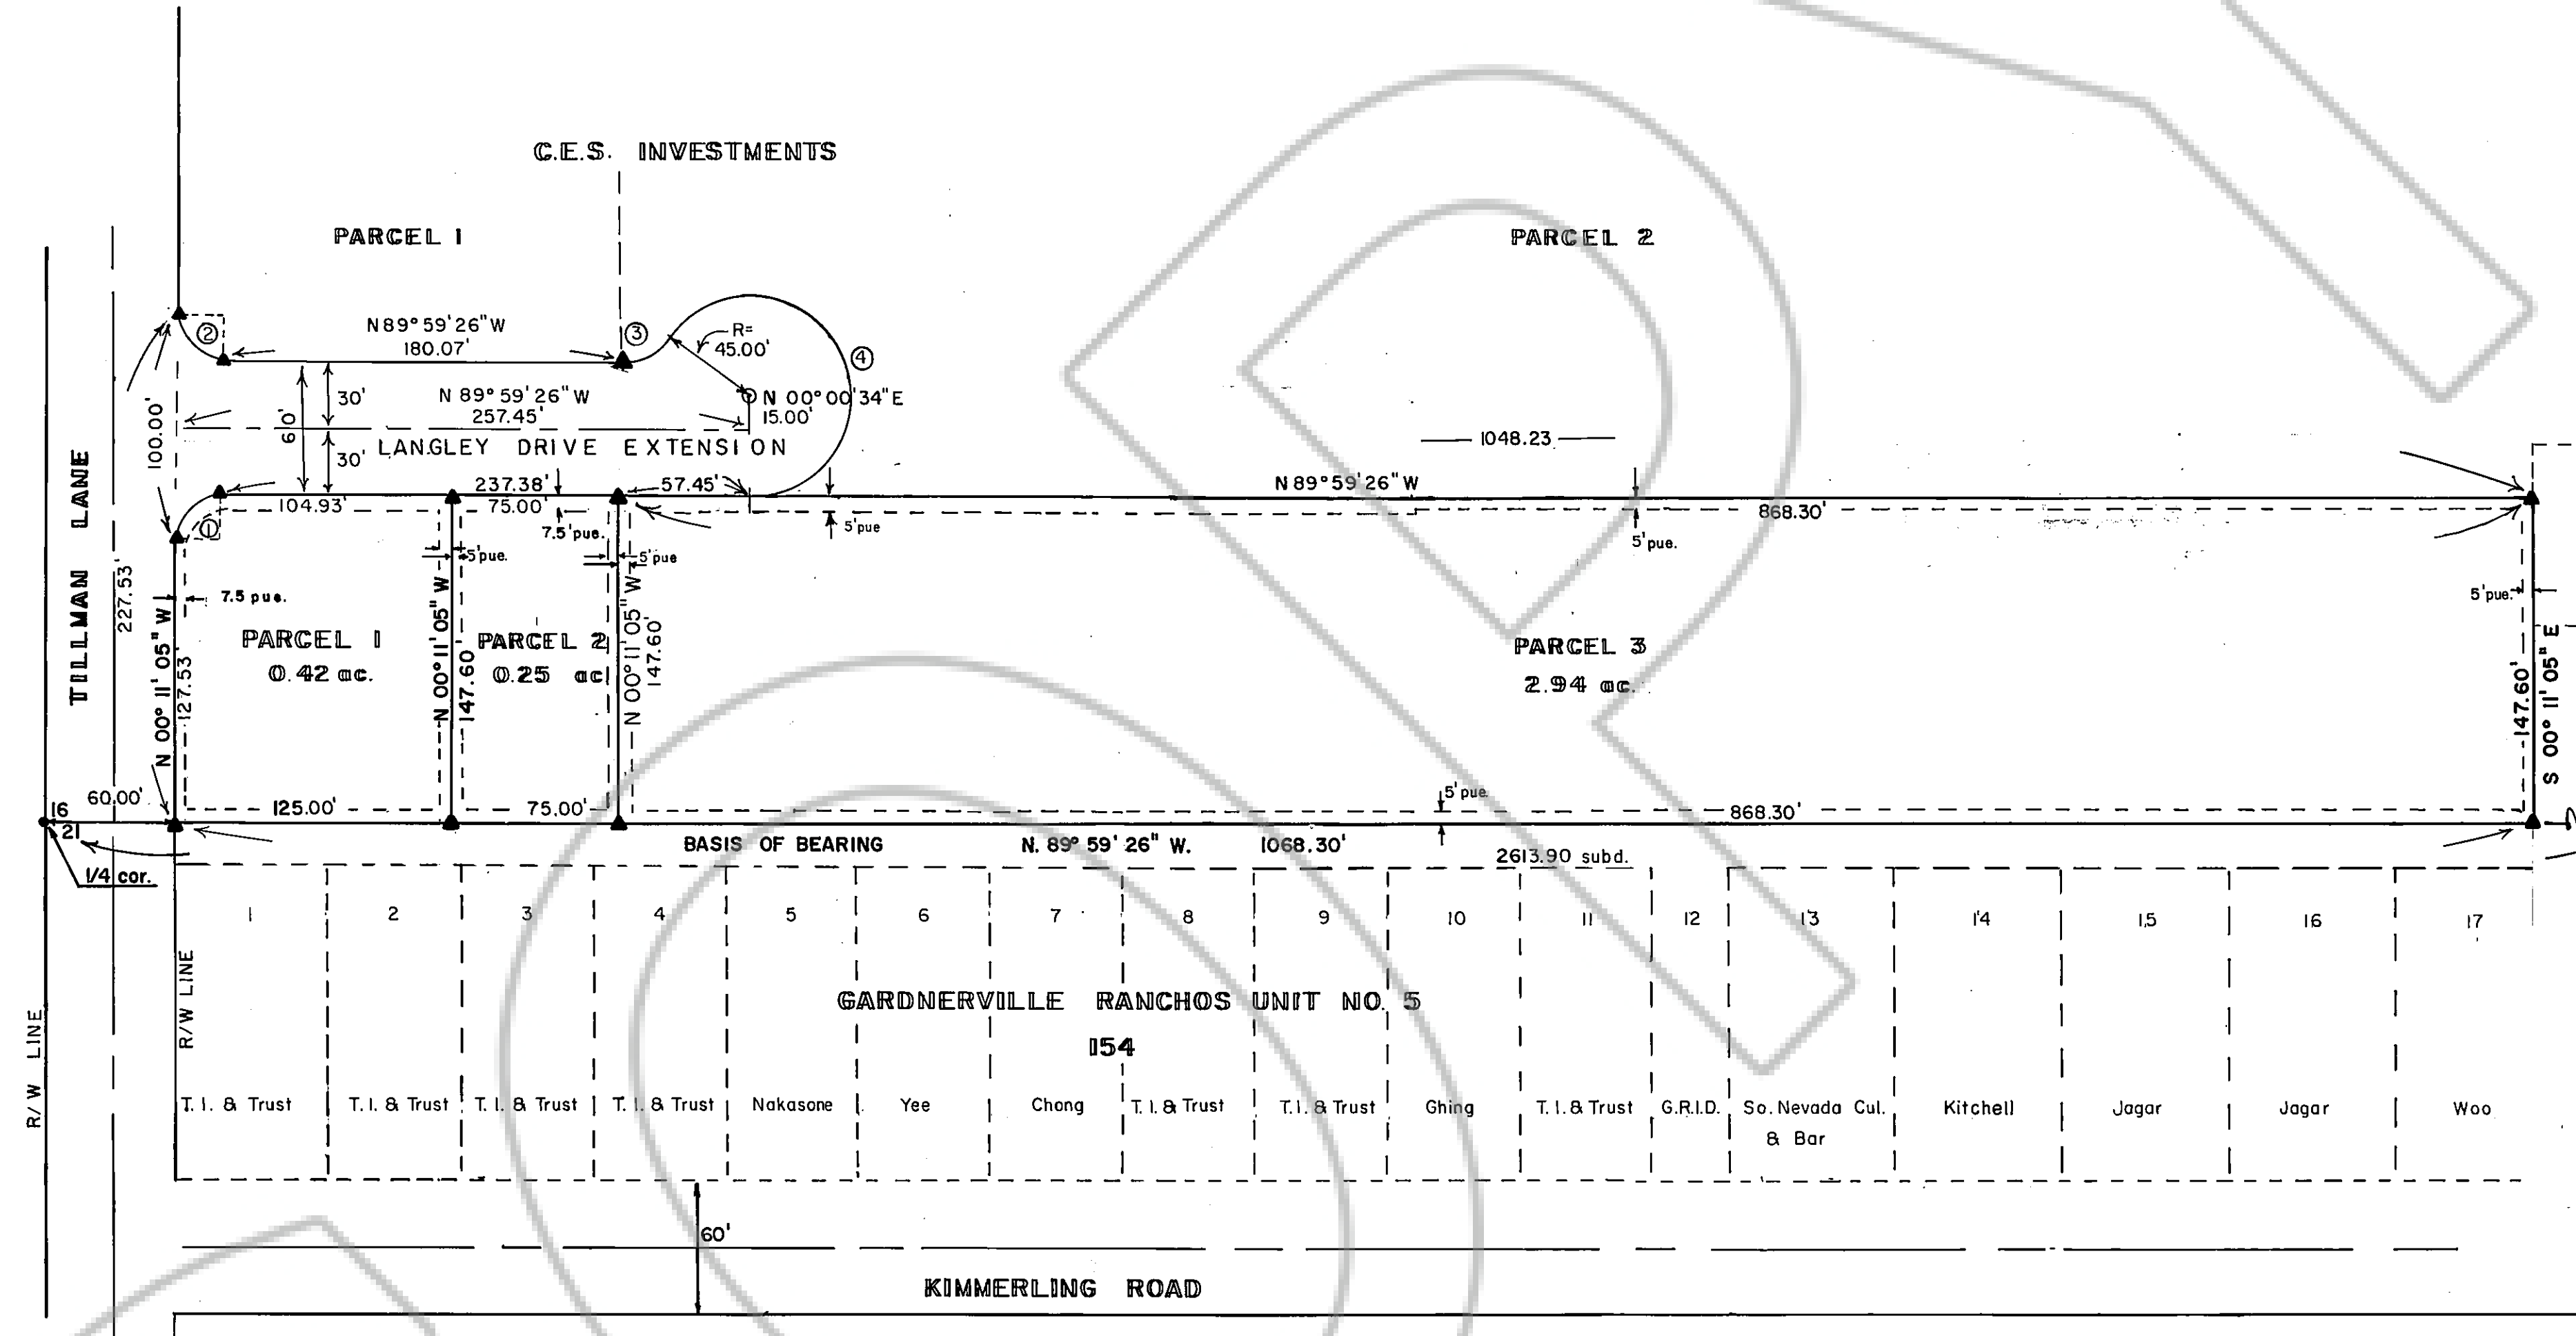 C.E.S. INVESTMENTS
PARCEL 1
PARCEL 2
②
N 89° 59' 26" W
180.07'
③
R=
45.00'
④
N 89° 59' 26" W
257.45'
N 00° 00' 34" E
15.00'
30'
60'
30'
100.00'
LANGLEY DRIVE EXTENSION
1048.23
①
104.93'
237.38'
75.00'
57.45'
N 89° 59' 26" W
868.30'
7.5' pue.
5' pue
5' pue.
5' pue.
5' pue
5' pue.
TILLMAN LANE
227.53'
N 00° 11' 05" W
127.53'
7.5 pue.
PARCEL 1
0.42 ac.
N 00° 11' 05" W
147.60'
PARCEL 2
0.25 ac
N 00° 11' 05" W
147.60'
PARCEL 3
2.94 ac.
147.60'
S 00° 11' 05" E
16
21
60.00'
1/4 cor.
125.00'
75.00'
5' pue.
868.30'
BASIS OF BEARING N. 89° 59' 26" W. 1068.30'
2613.90 subd.
1 2 3 4 5 6 7 8 9 10 11 12 13 14 15 16 17
R/W LINE
R/W LINE
GARDNERVILLE RANCHOS UNIT NO. 5
154
T. I. & Trust T. I. & Trust T. I. & Trust T. I. & Trust Nakasone Yee Chong T. I. & Trust T. I. & Trust Ghing T. I. & Trust G.R.I.D. So. Nevada Cul. Kitchell Jagar Jagar Woo
& Bar
60'
KIMMERLING ROAD